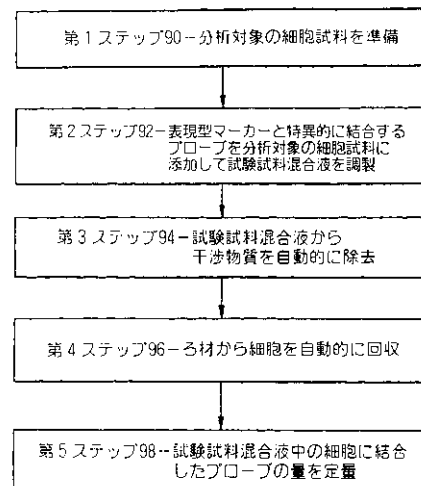 第1ステップ90－分析対象の細胞試料を準備
第2ステップ92－表現型マーカーと特異的に結合する
プローブを分析対象の細胞試料に
添加して試験試料混合液を調製
第3ステップ94－試験試料混合液から
干渉物質を自動的に除去
第4ステップ96－ろ材から細胞を自動的に回収
第5ステップ98－試験試料混合液中の細胞に結合
したプローブの量を定量